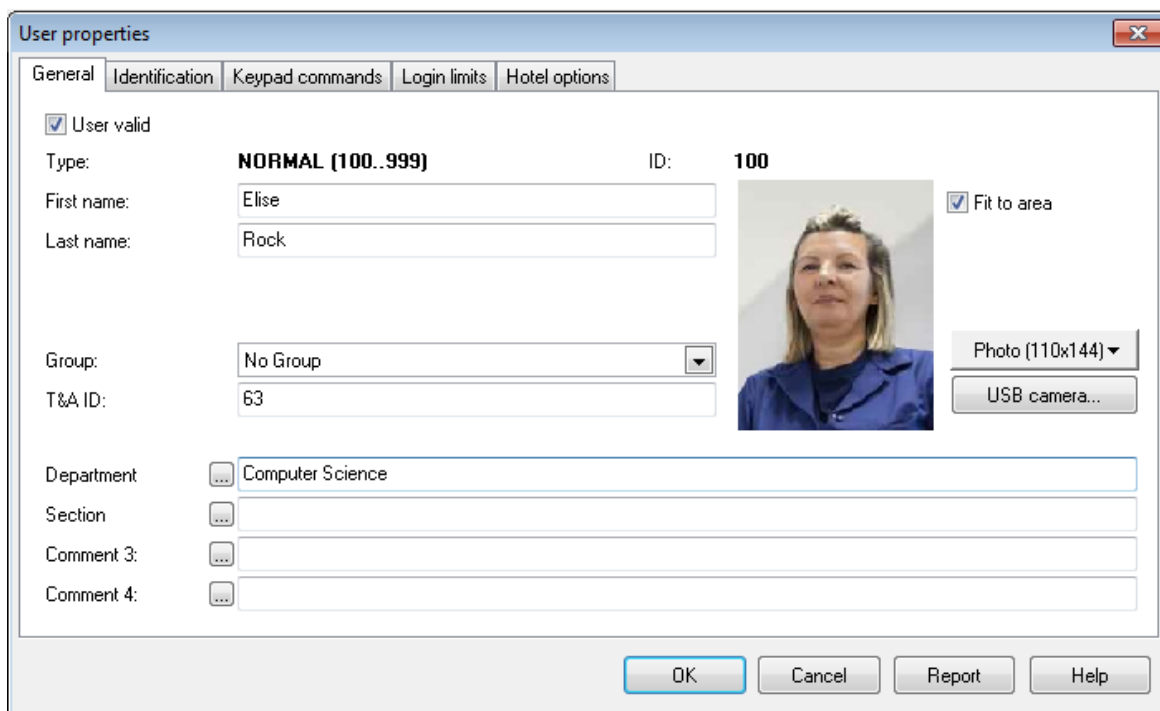 User properties
General Identification Keypad commands Login limits Hotel options
User valid
Type: NORMAL (100..999) ID: 100
First name: Elise Fit to area
Last name: Rock
Group: No Group Photo (110x144)
T&A ID: 63 USB camera...
Department ... Computer Science
Section ...
Comment 3: ...
Comment 4: ...
OK Cancel Report Help